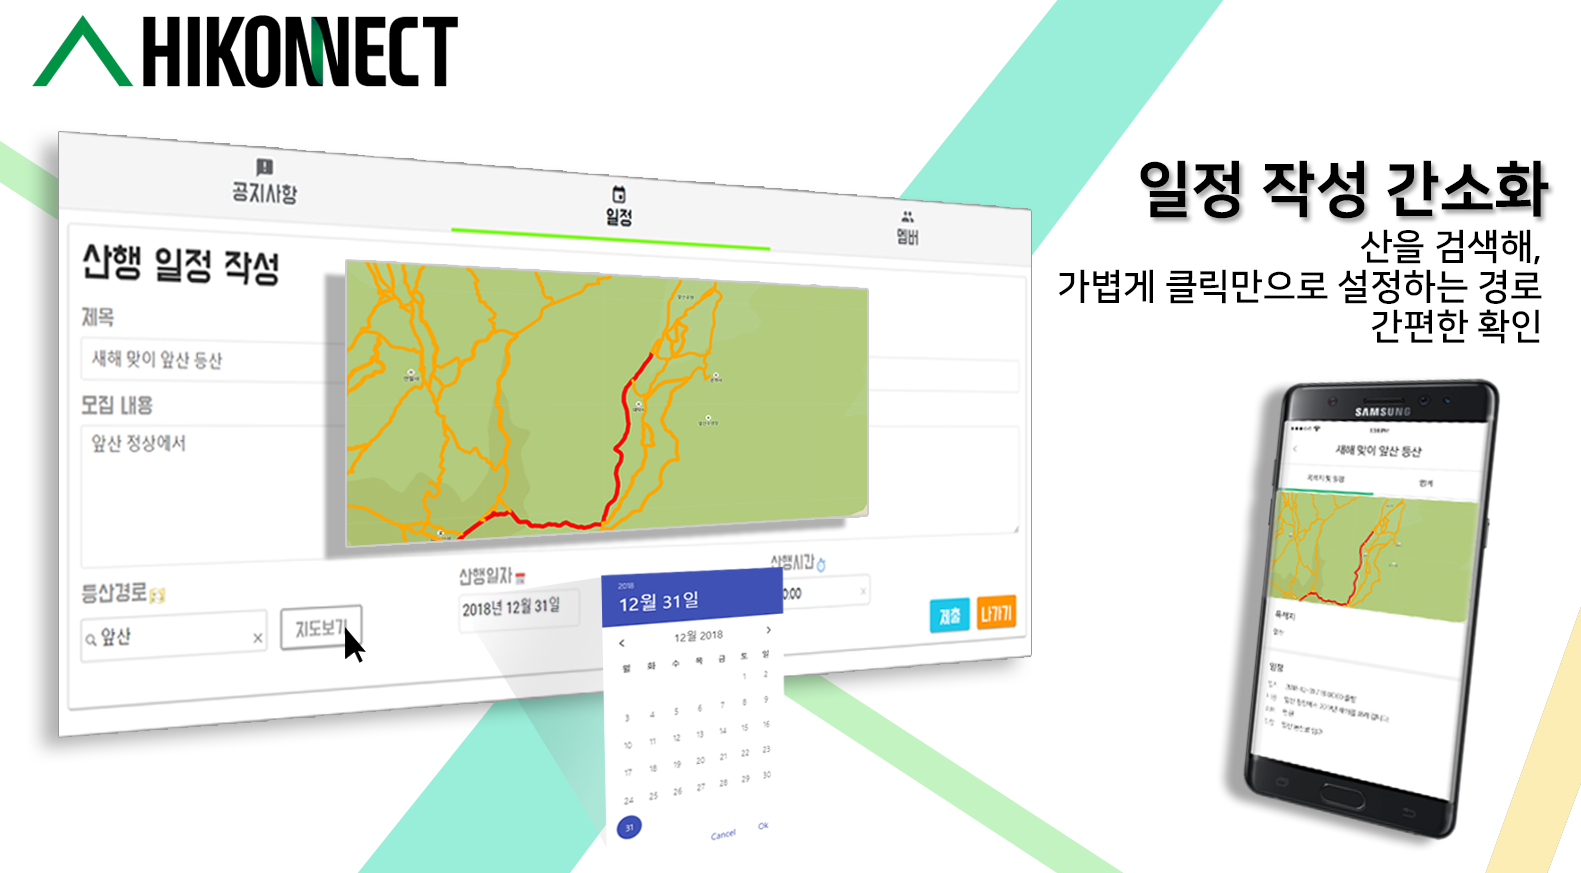 HIKONNECT
공지사항
일정
멤버
산행 일정 작성
제목
새해 맞이 앞산 등산
모집 내용
앞산 정상에서
등산경로
앞산
지도보기
산행일자
2018년 12월 31일
산행시간
0:00
제출
나가기
2018
12월 31일
12월 2018
월 화 수 목 금 토 일
1 2
3 4 5 6 7 8 9
10 11 12 13 14 15 16
17 18 19 20 21 22 23
24 25 26 27 28 29 30
31
Cancel Ok
일정 작성 간소화
산을 검색해,
가볍게 클릭만으로 설정하는 경로
간편한 확인
SAMSUNG
새해 맞이 앞산 등산
목적지 및 일정
멤버
목적지
앞산
일정